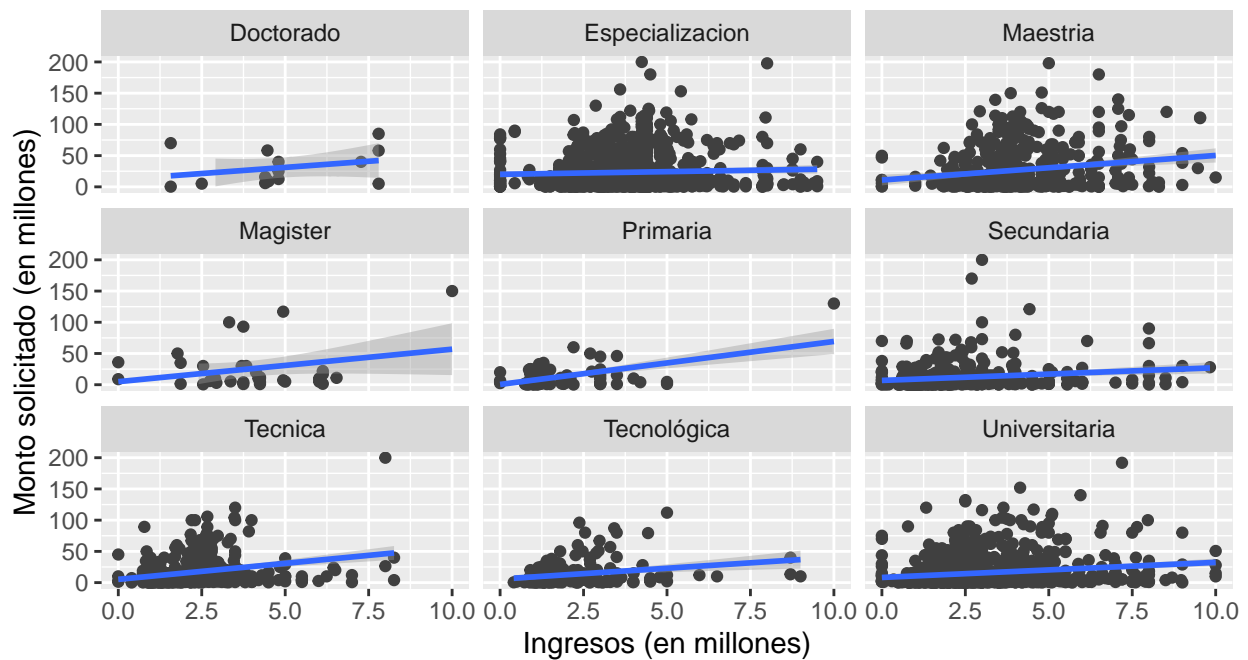 Doctorado
Especializacion
Maestria
200
150
100
50
0
Magister
Primaria
Secundaria
200
150
100
50
0
Tecnica
Tecnológica
Universitaria
200
150
100
50
0
0.0 2.5 5.0 7.5 10.0 0.0 2.5 5.0 7.5 10.0 0.0 2.5 5.0 7.5 10.0
Ingresos (en millones)
Monto solicitado (en millones)